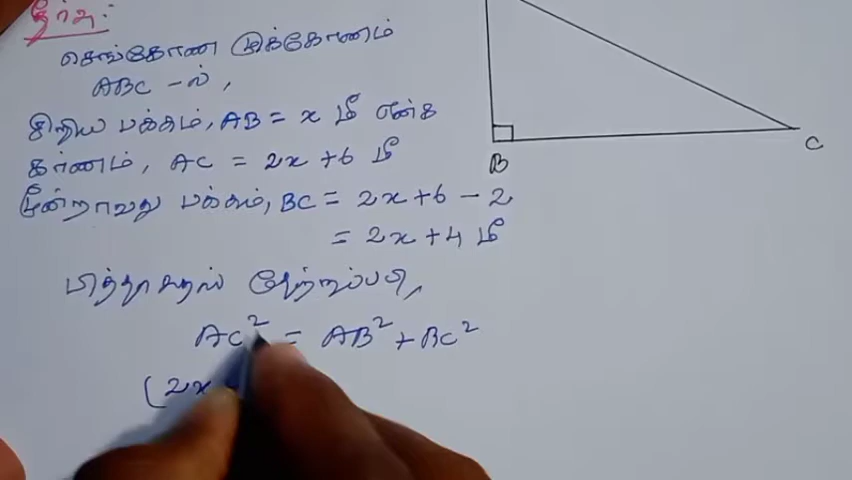 தீர்வு:
செங்கோண முக்கோணம்
ABC -ல்,
சிறிய பக்கம், AB = x மீ என்க
கர்ணம், AC = 2x + 6 மீ
மூன்றாவது பக்கம், BC = 2x + 6 - 2
= 2x + 4 மீ
பித்தாகரஸ் தேற்றப்படி,
AC² = AB² + BC²
(2x
B
C